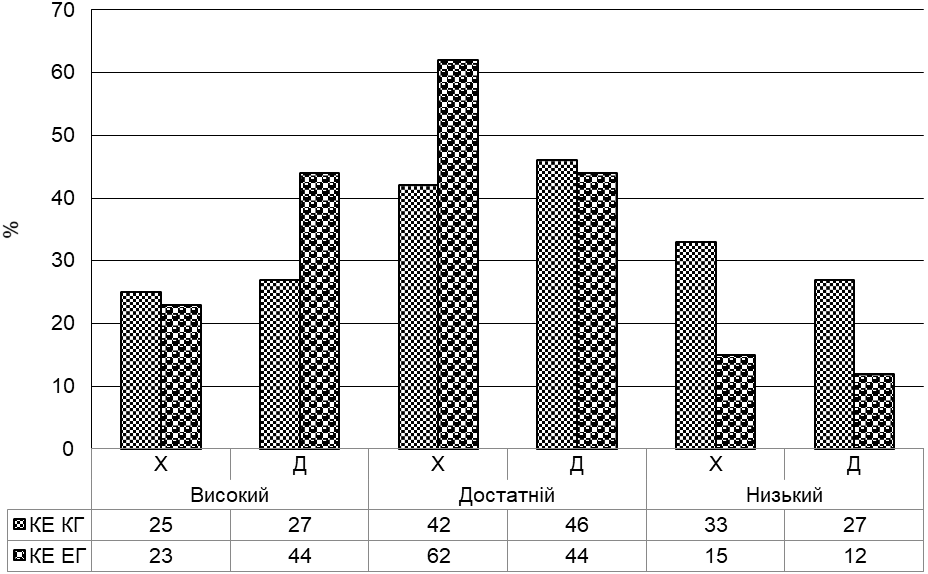 70
60
50
40
30
20
10
0
%
Х Д Х Д Х Д
Високий Достатній Низький
КЕ КГ 25 27 42 46 33 27
КЕ ЕГ 23 44 62 44 15 12